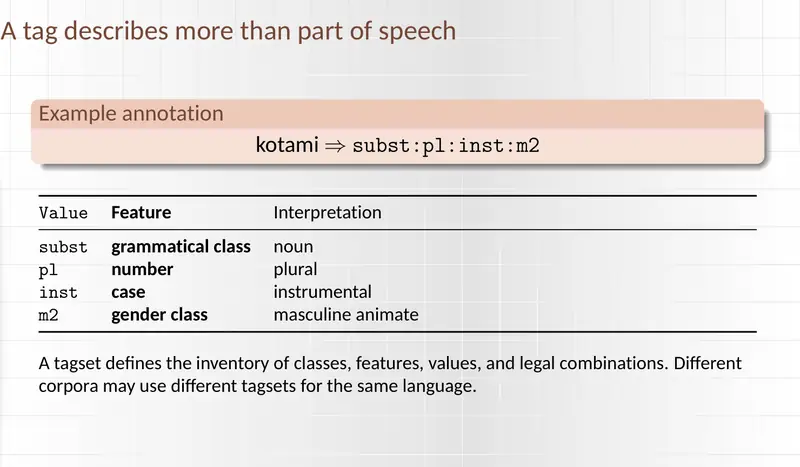 A tag describes more than part of speech
Example annotation
kotami ⇒ subst:pl:inst:m2
Value Feature Interpretation
subst grammatical class noun
pl number plural
inst case instrumental
m2 gender class masculine animate
A tagset defines the inventory of classes, features, values, and legal combinations. Different
corpora may use different tagsets for the same language.